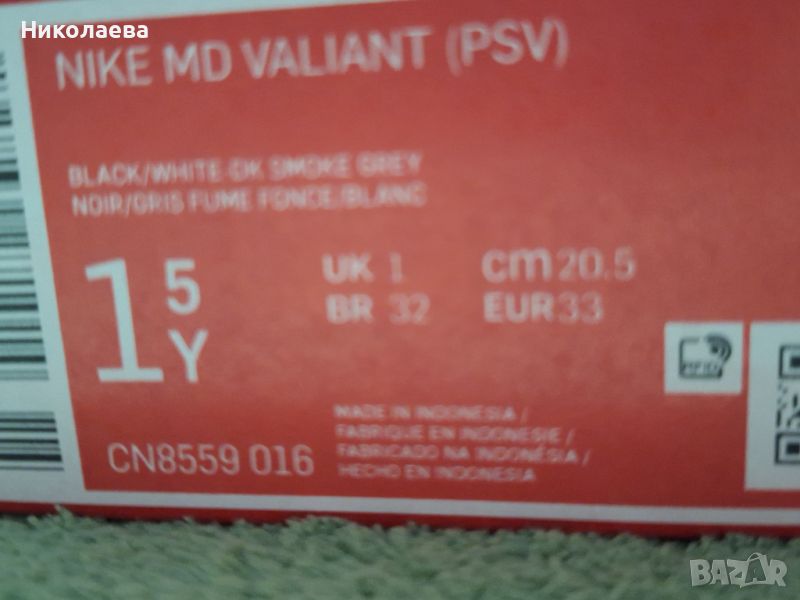 Николаева
NIKE MD VALIANT (PSV)
BLACK/WHITE-DK SMOKE GREY
NOIR/GRIS FUME FONCE/BLANC
1 5 Y
UK 1 cm 20.5
BR 32 EUR 33
MADE IN INDONESIA /
FABRIQUE EN INDONESIE /
FABRICADO NA INDONÉSIA /
HECHO EN INDONESIA
CN8559 016
RFID
BAZAR